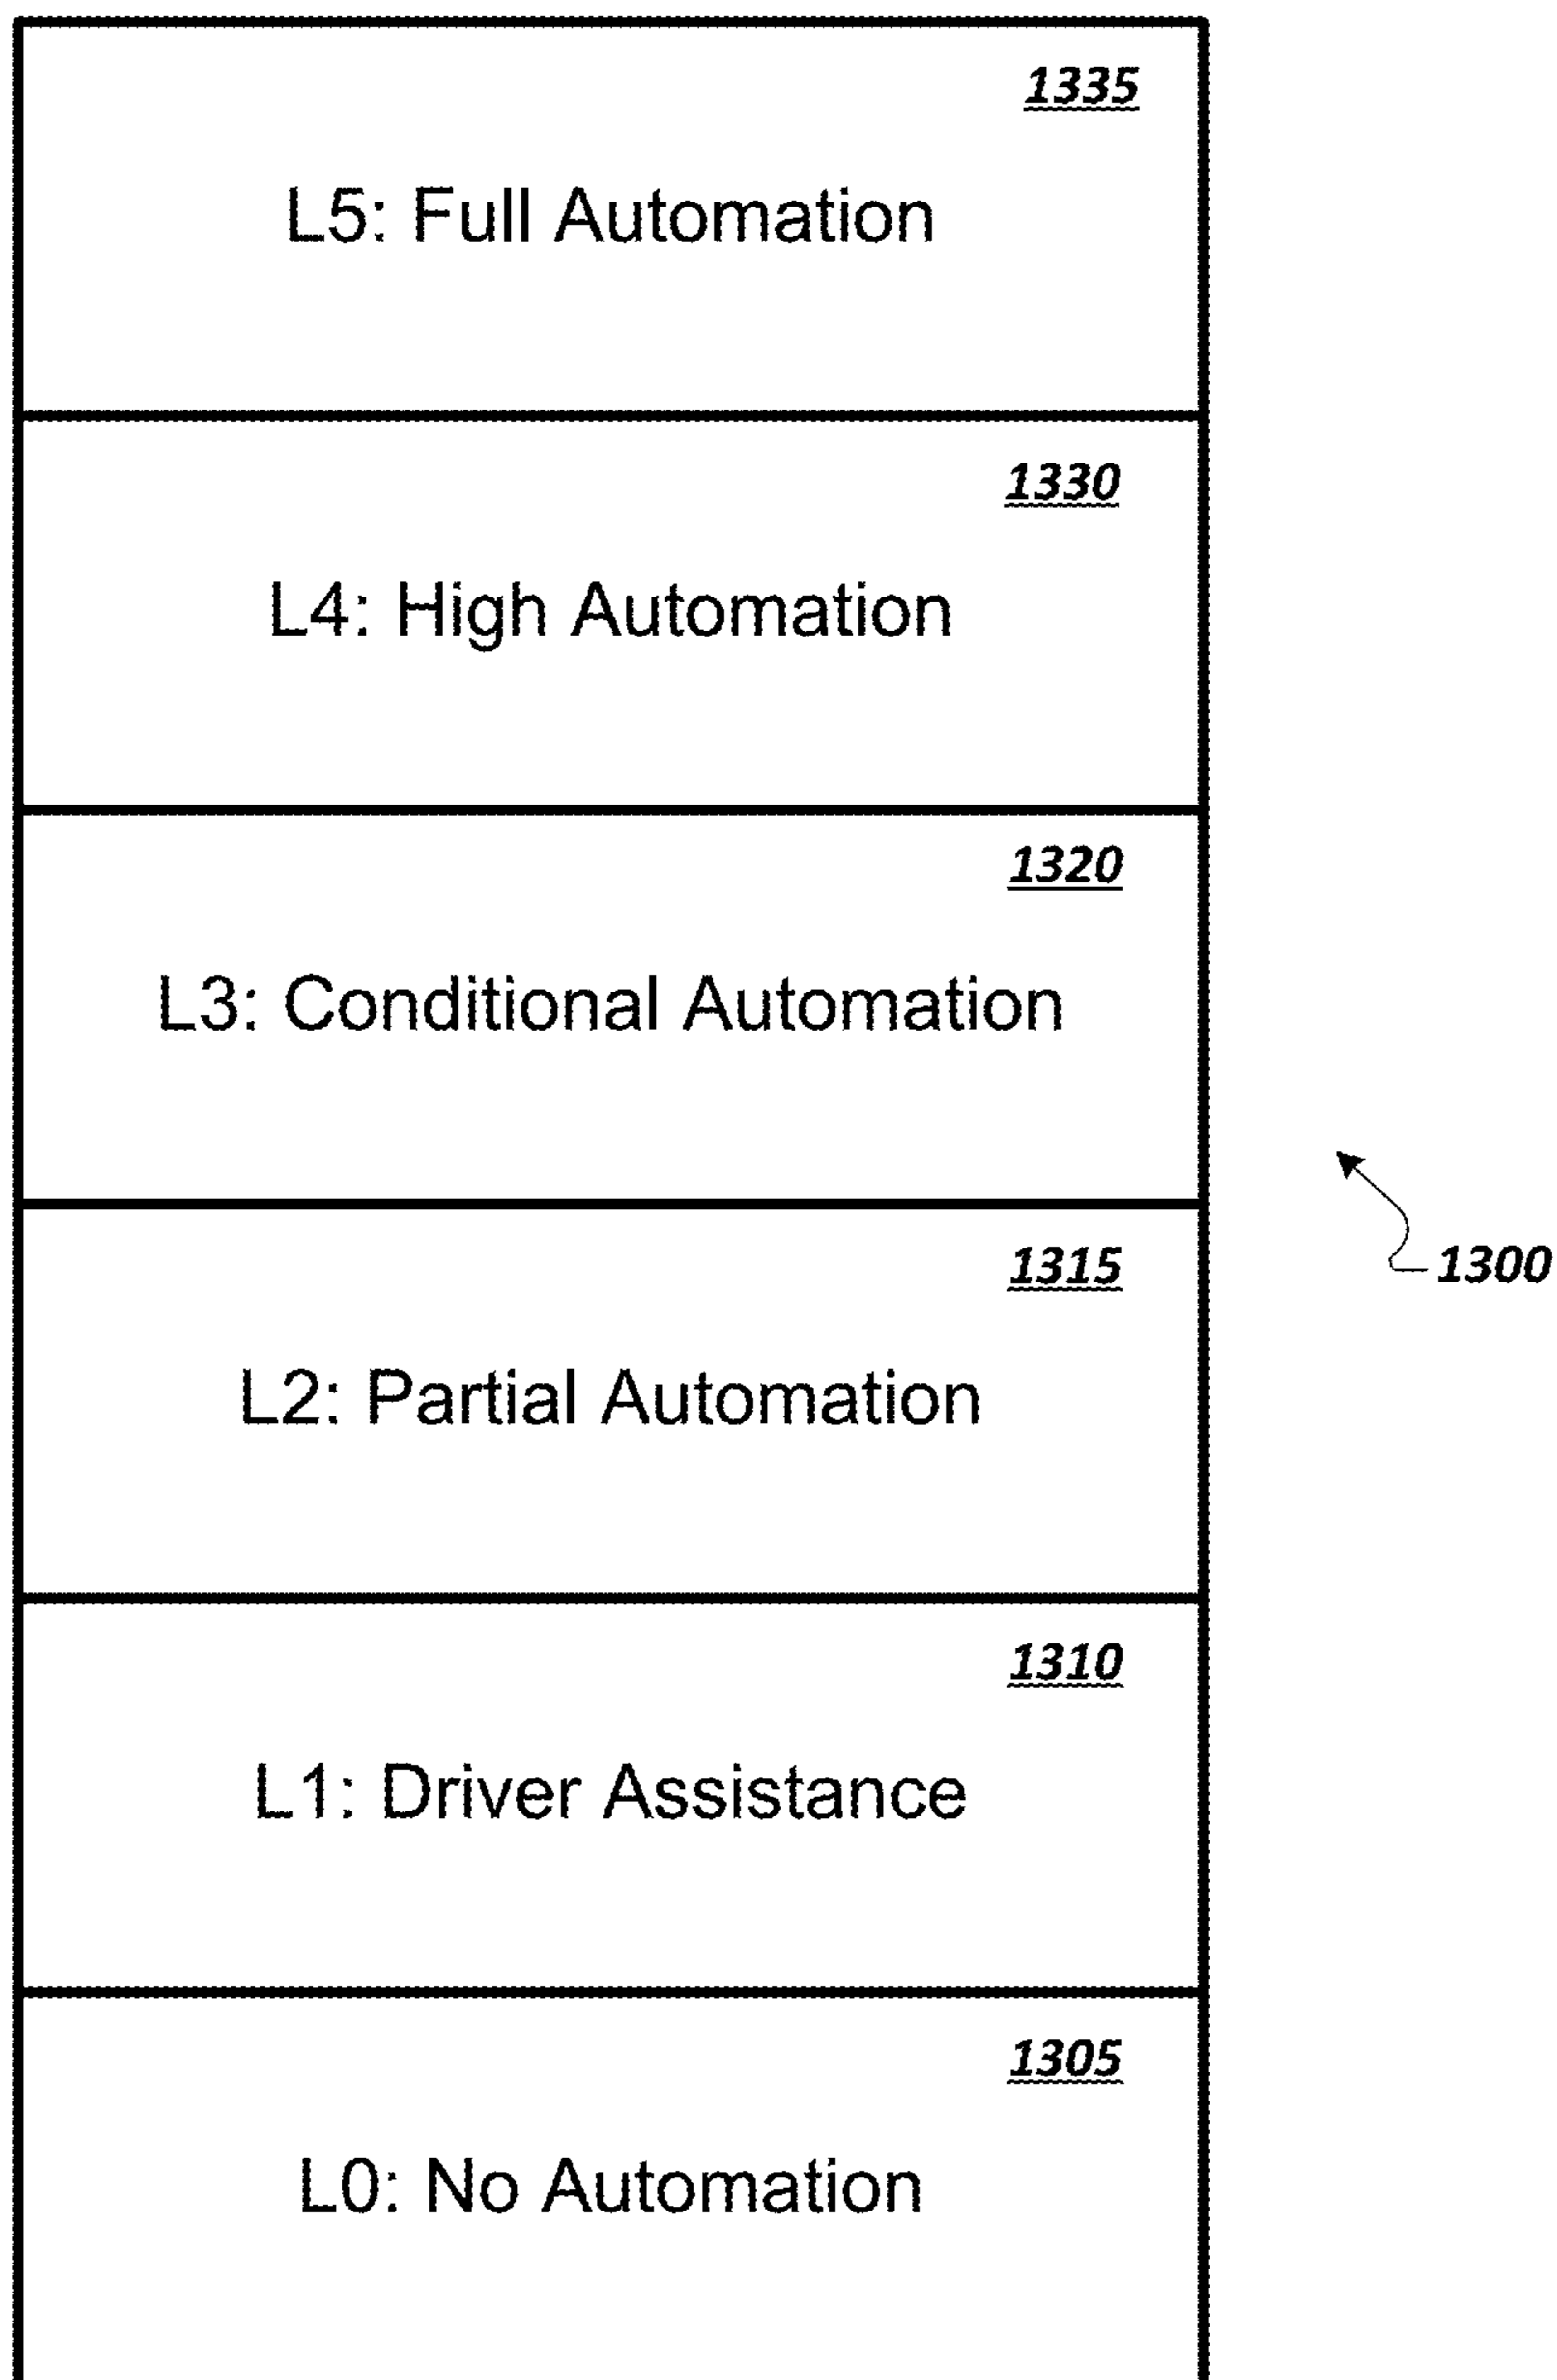 1335
L5: Full Automation
1330
L4: High Automation
1320
L3: Conditional Automation
1315
1300
L2: Partial Automation
1310
L1: Driver Assistance
1305
L0: No Automation